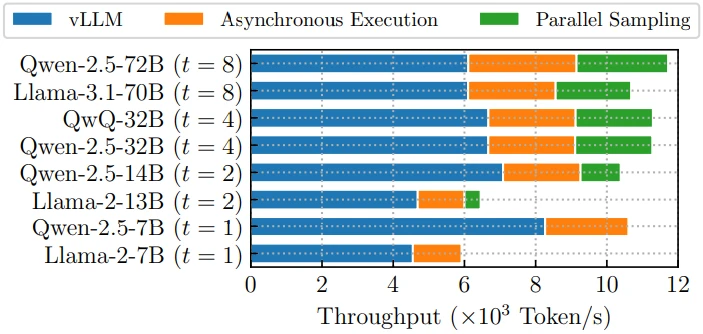 vLLM Asynchronous Execution Parallel Sampling
Qwen-2.5-72B (t = 8)
Llama-3.1-70B (t = 8)
QwQ-32B (t = 4)
Qwen-2.5-32B (t = 4)
Qwen-2.5-14B (t = 2)
Llama-2-13B (t = 2)
Qwen-2.5-7B (t = 1)
Llama-2-7B (t = 1)
0 2 4 6 8 10 12
Throughput (×10³ Token/s)